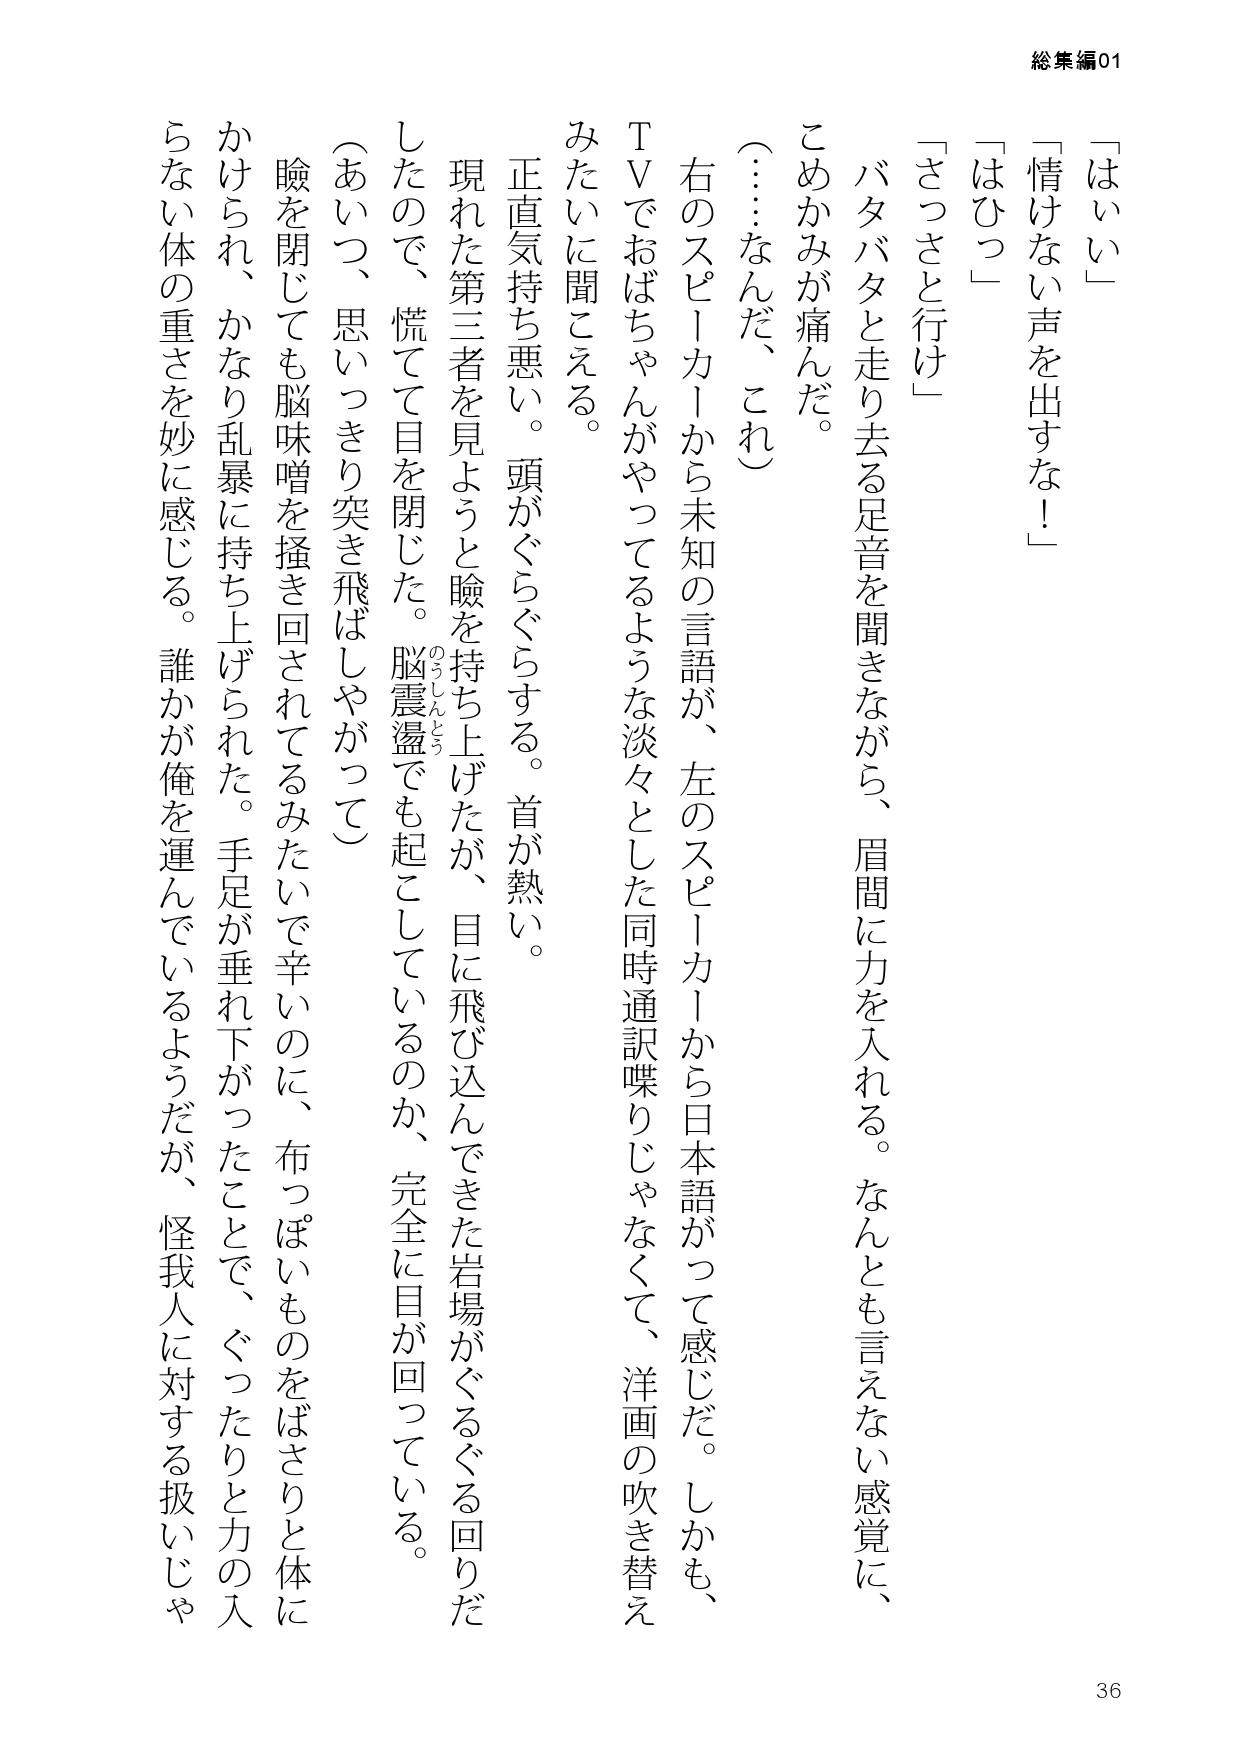 総集編01
「はいぃ」
「情けない声を出すな！」
「はひっ」
「さっさと行け」
バタバタと走り去る足音を聞きながら、眉間に力を入れる。なんとも言えない感覚に、
こめかみが痛んだ。
（……なんだ、これ）
右のスピーカーから未知の言語が、左のスピーカーから日本語がって感じだ。しかも、
ＴＶでおばちゃんがやってるような淡々とした同時通訳喋りじゃなくて、洋画の吹き替え
みたいに聞こえる。
正直気持ち悪い。頭がぐらぐらする。首が熱い。
現れた第三者を見ようと瞼を持ち上げたが、目に飛び込んできた岩場がぐるぐる回りだ
したので、慌てて目を閉じた。脳震盪でも起こしているのか、完全に目が回っている。
のうしんとう
（あいつ、思いっきり突き飛ばしやがって）
瞼を閉じても脳味噌を掻き回されてるみたいで辛いのに、布っぽいものをばさりと体に
かけられ、かなり乱暴に持ち上げられた。手足が垂れ下がったことで、ぐったりと力の入
らない体の重さを妙に感じる。誰かが俺を運んでいるようだが、怪我人に対する扱いじゃ
36